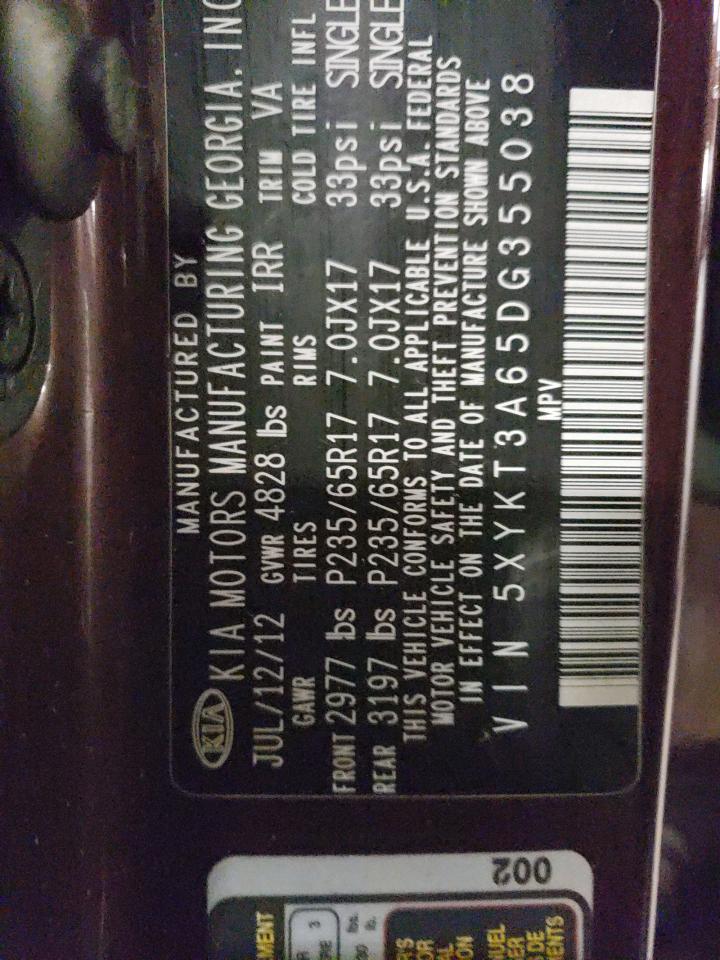 MANUFACTURED BY
KIA KIA MOTORS MANUFACTURING GEORGIA, INC
JUL/12/12 GVWR 4828 lbs PAINT IRR TRIM VA
GAWR TIRES RIMS COLD TIRE INFL
FRONT 2977 lbs P235/65R17 7.0JX17 33psi SINGLE
REAR 3197 lbs P235/65R17 7.0JX17 33psi SINGLE
THIS VEHICLE CONFORMS TO ALL APPLICABLE U.S.A. FEDERAL
MOTOR VEHICLE SAFETY AND THEFT PREVENTION STANDARDS
IN EFFECT ON THE DATE OF MANUFACTURE SHOWN ABOVE
VIN 5XYKT3A65DG355038
MPV
002